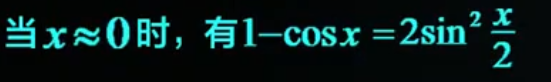 当x≈0时，有1−cosx =2sin² x/2